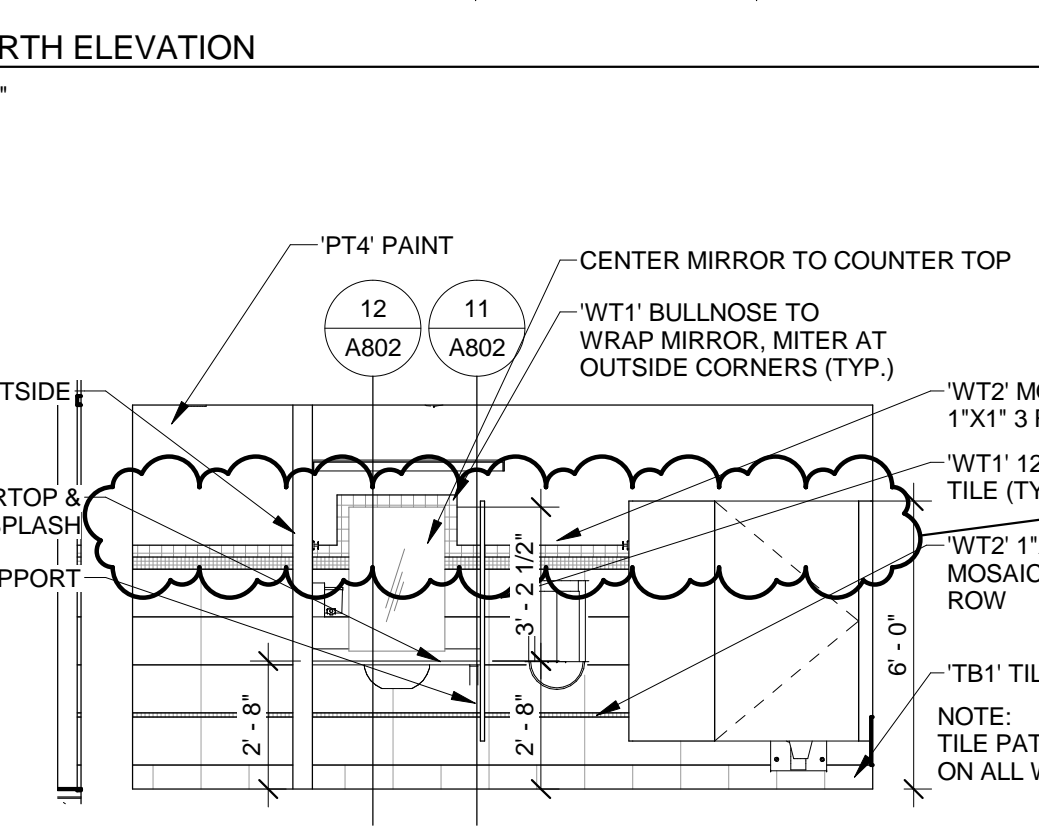 RTH ELEVATION
"
'PT4' PAINT
CENTER MIRROR TO COUNTER TOP
12
A802
11
A802
'WT1' BULLNOSE TO
WRAP MIRROR, MITER AT
OUTSIDE CORNERS (TYP.)
TSIDE
'WT2' M
1"X1" 3
'WT1' 12
TILE (TY
RTOP &
SPLASH
'WT2' 1"
MOSAIC
ROW
PPORT
3' - 2 1/2"
6' - 0"
'TB1' TIL
2' - 8"
2' - 8"
NOTE:
TILE PAT
ON ALL W